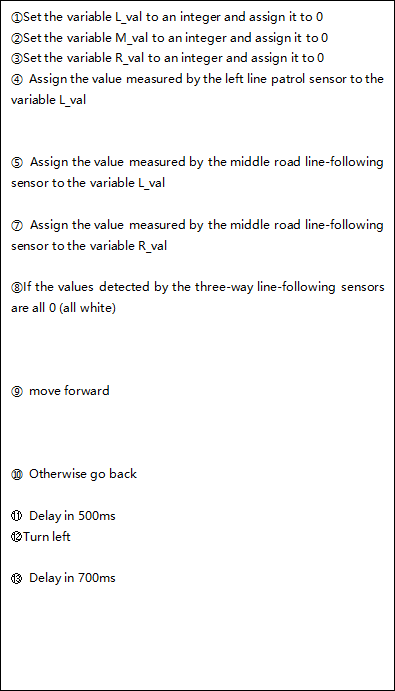 ①Set the variable L_val to an integer and assign it to 0
②Set the variable M_val to an integer and assign it to 0
③Set the variable R_val to an integer and assign it to 0
④ Assign the value measured by the left line patrol sensor to the
variable L_val
⑤ Assign the value measured by the middle road line-following
sensor to the variable L_val
⑦ Assign the value measured by the middle road line-following
sensor to the variable R_val
⑧If the values detected by the three-way line-following sensors
are all 0 (all white)
⑨ move forward
⑩ Otherwise go back
⑪ Delay in 500ms
⑫Turn left
⑬ Delay in 700ms